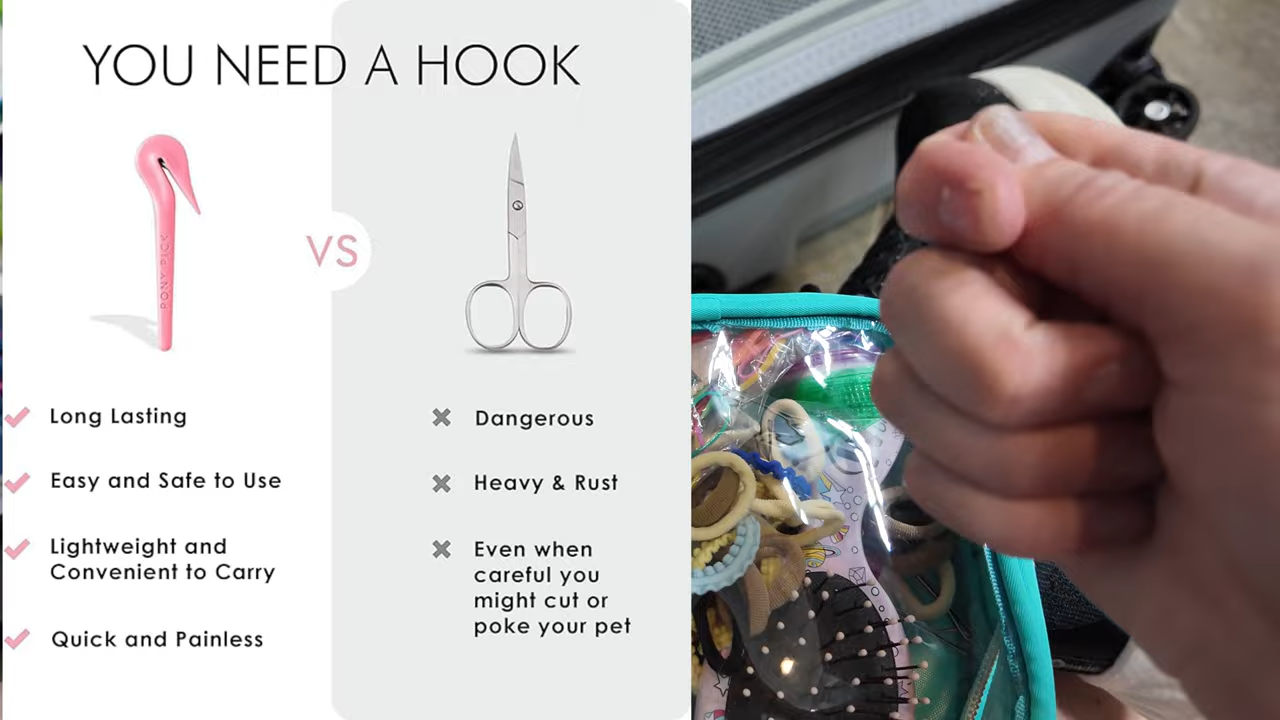 YOU NEED A HOOK
VS
PONY PICK
Long Lasting
Easy and Safe to Use
Lightweight and
Convenient to Carry
Quick and Painless
Dangerous
Heavy & Rust
Even when
careful you
might cut or
poke your pet